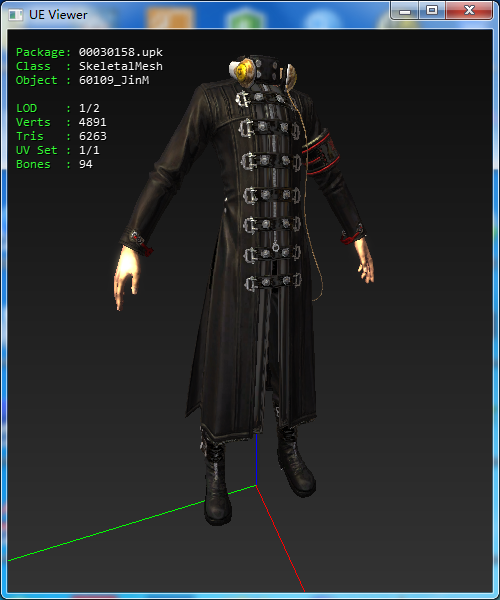 UE Viewer
Package: 00030158.upk
Class : SkeletalMesh
Object : 60109_JinM
LOD : 1/2
Verts : 4891
Tris : 6263
UV Set : 1/1
Bones : 94